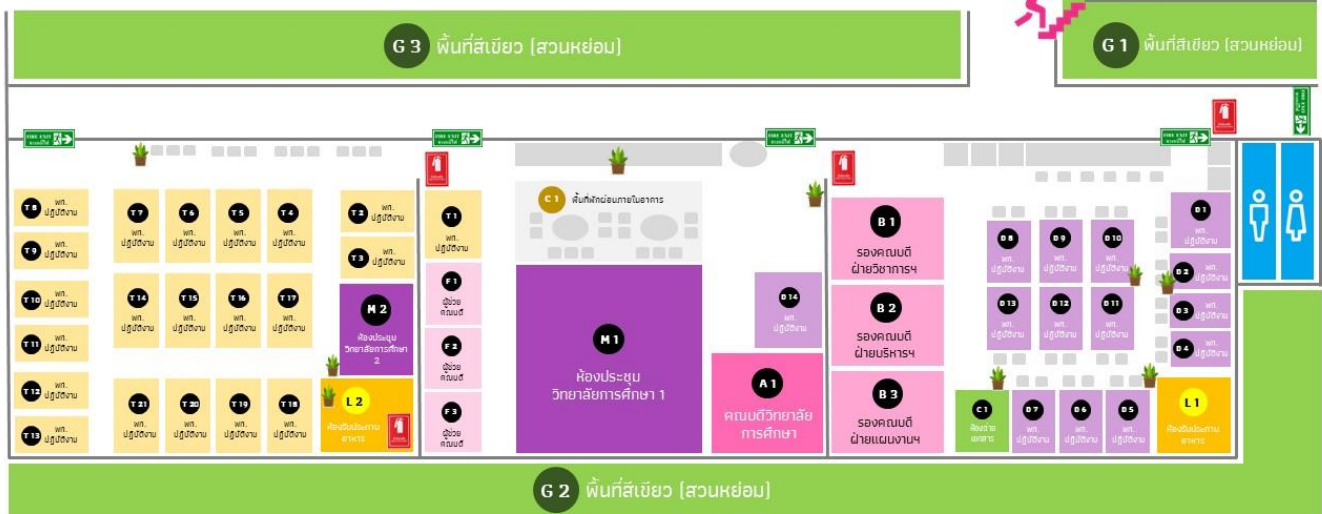 G 3 พื้นที่สีเขียว (สวนหย่อม)
G 1 พื้นที่สีเขียว (สวนหย่อม)
FIRE EXIT
FIRE EXIT
FIRE EXIT
FIRE EXIT
T 8 พท. ปฏิบัติงาน
T 9 พท. ปฏิบัติงาน
T 10 พท. ปฏิบัติงาน
T 11 พท. ปฏิบัติงาน
T 12 พท. ปฏิบัติงาน
T 13 พท. ปฏิบัติงาน
T 7 พท. ปฏิบัติงาน
T 6 พท. ปฏิบัติงาน
T 5 พท. ปฏิบัติงาน
T 4 พท. ปฏิบัติงาน
T 14 พท. ปฏิบัติงาน
T 15 พท. ปฏิบัติงาน
T 16 พท. ปฏิบัติงาน
T 17 พท. ปฏิบัติงาน
T 21 พท. ปฏิบัติงาน
T 20 พท. ปฏิบัติงาน
T 19 พท. ปฏิบัติงาน
T 18 พท. ปฏิบัติงาน
T 2 พท. ปฏิบัติงาน
T 3 พท. ปฏิบัติงาน
M 2
ห้องประชุม
วิทยาลัยการศึกษา
2
L 2
ห้องรับประทาน
อาหาร
T 1
พท.
ปฏิบัติงาน
F 1
ผู้ช่วย
คณบดี
F 2
ผู้ช่วย
คณบดี
F 3
ผู้ช่วย
คณบดี
C 1 พื้นที่พักผ่อนภายในอาคาร
M 1
ห้องประชุม
วิทยาลัยการศึกษา 1
D 14
พท.
ปฏิบัติงาน
A 1
คณบดีวิทยาลัย
การศึกษา
B 1
รองคณบดี
ฝ่ายวิชาการฯ
B 2
รองคณบดี
ฝ่ายบริหารฯ
B 3
รองคณบดี
ฝ่ายแผนงานฯ
D 8 พท. ปฏิบัติงาน
D 9 พท. ปฏิบัติงาน
D 10 พท. ปฏิบัติงาน
D 13 พท. ปฏิบัติงาน
D 12 พท. ปฏิบัติงาน
D 11 พท. ปฏิบัติงาน
D 1 พท. ปฏิบัติงาน
D 2 พท. ปฏิบัติงาน
D 3 พท. ปฏิบัติงาน
D 4 พท. ปฏิบัติงาน
C 1
ห้องถ่าย
เอกสาร
D 7 พท. ปฏิบัติงาน
D 6 พท. ปฏิบัติงาน
D 5 พท. ปฏิบัติงาน
L 1
ห้องรับประทาน
อาหาร
G 2 พื้นที่สีเขียว (สวนหย่อม)